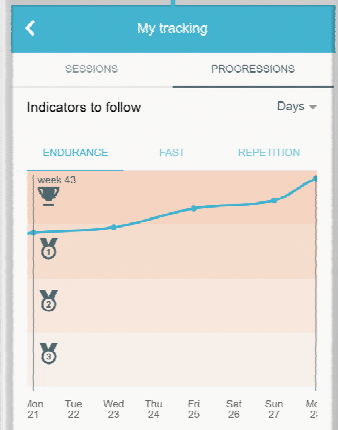 My tracking
SESSIONS PROGRESSIONS
Indicators to follow Days
ENDURANCE FAST REPETITION
week 43
1
2
3
Tue Wed Thu Fri Sat Sun
21 22 23 24 25 26 27